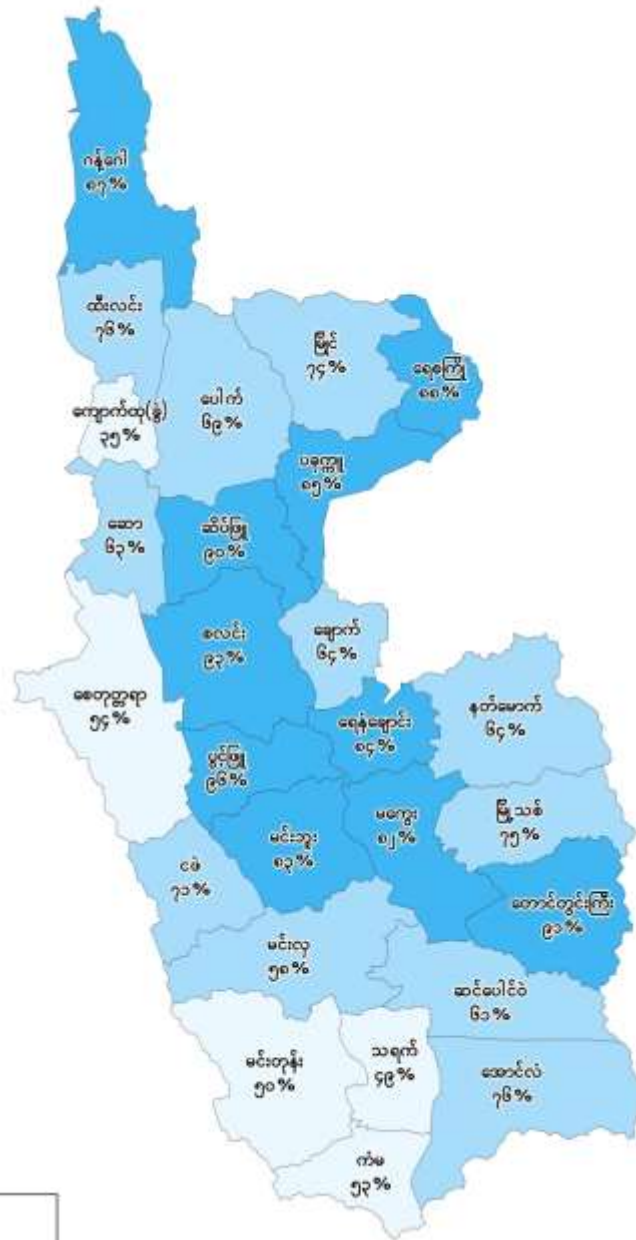 ဂန့်ဂေါ
၈၇%
ထီးလင်း
၇၆%
မြိုင်
၇၄%
ရေစကြို
၈၈%
ပေါက်
၆၉%
ကျောက်ထု(ခွဲ)
၃၅%
ပခုက္ကူ
၈၅%
ဆော
၆၃%
ဆိပ်ဖြူ
၉၀%
စလင်း
၉၃%
ချောက်
၆၄%
စေတုတ္တရာ
၅၄%
နတ်မောက်
၆၄%
ရေနံချောင်း
၈၄%
ပွင့်ဖြူ
၉၆%
မြို့သစ်
၇၅%
မကွေး
၈၂%
မင်းဘူး
၈၃%
ငဖဲ
၇၁%
တောင်တွင်းကြီး
၉၁%
မင်းလှ
၅၈%
ဆင်ပေါင်ဝဲ
၆၁%
သရက်
၄၉%
မင်းတုန်း
၅၀%
အောင်လံ
၇၆%
ကံမ
၅၃%